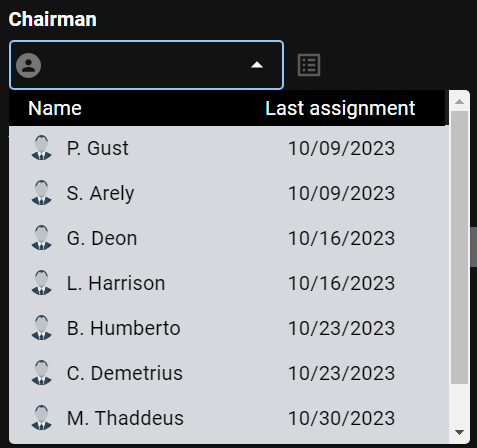 Chairman
Name Last assignment
P. Gust 10/09/2023
S. Arely 10/09/2023
G. Deon 10/16/2023
L. Harrison 10/16/2023
B. Humberto 10/23/2023
C. Demetrius 10/23/2023
M. Thaddeus 10/30/2023